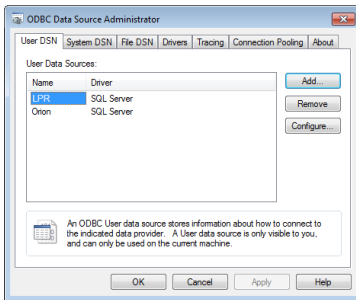 ODBC Data Source Administrator
User DSN System DSN File DSN Drivers Tracing Connection Pooling About
User Data Sources:
Name Driver
LPR SQL Server
Orion SQL Server
Add...
Remove
Configure...
An ODBC User data source stores information about how to connect to
the indicated data provider. A User data source is only visible to you,
and can only be used on the current machine.
OK Cancel Apply Help